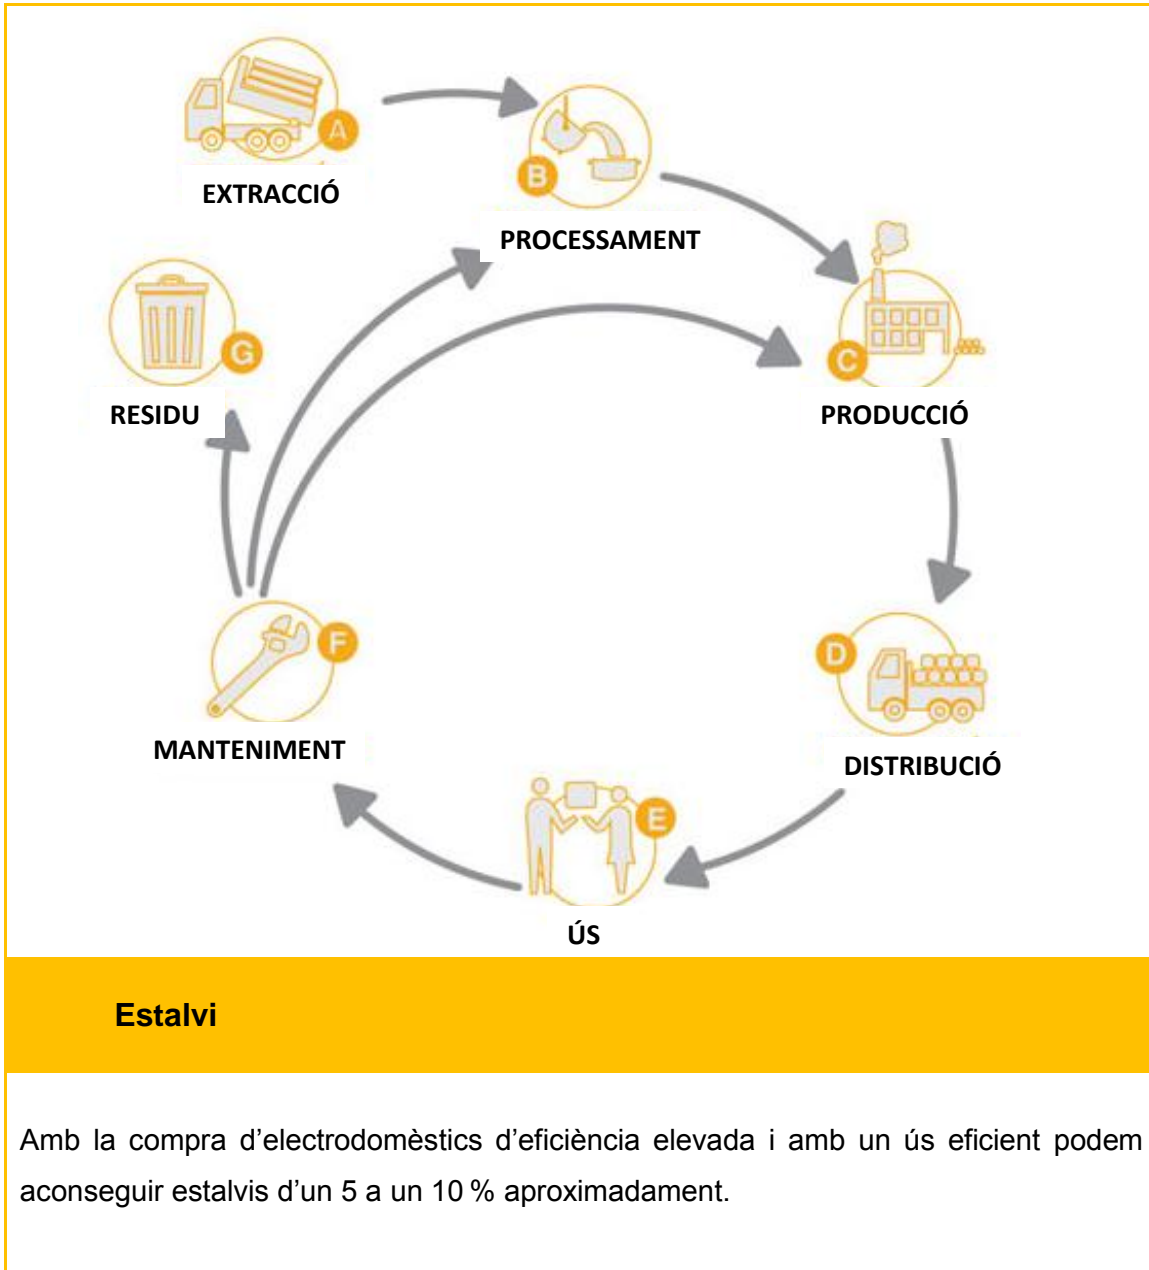 A
EXTRACCIÓ
B
PROCESSAMENT
G
RESIDU
C
PRODUCCIÓ
F
MANTENIMENT
D
DISTRIBUCIÓ
E
ÚS
Estalvi
Amb la compra d’electrodomèstics d’eficiència elevada i amb un ús eficient podem
aconseguir estalvis d’un 5 a un 10 % aproximadament.